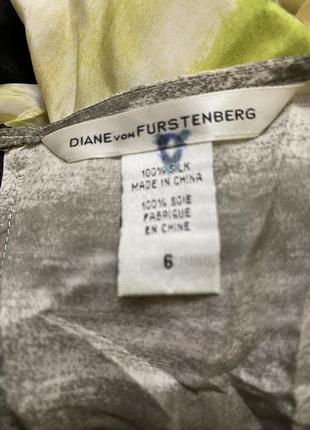 DIANE VON FURSTENBERG
100% SILK
MADE IN CHINA
100% SOIE
FABRIQUE
EN CHINE
6